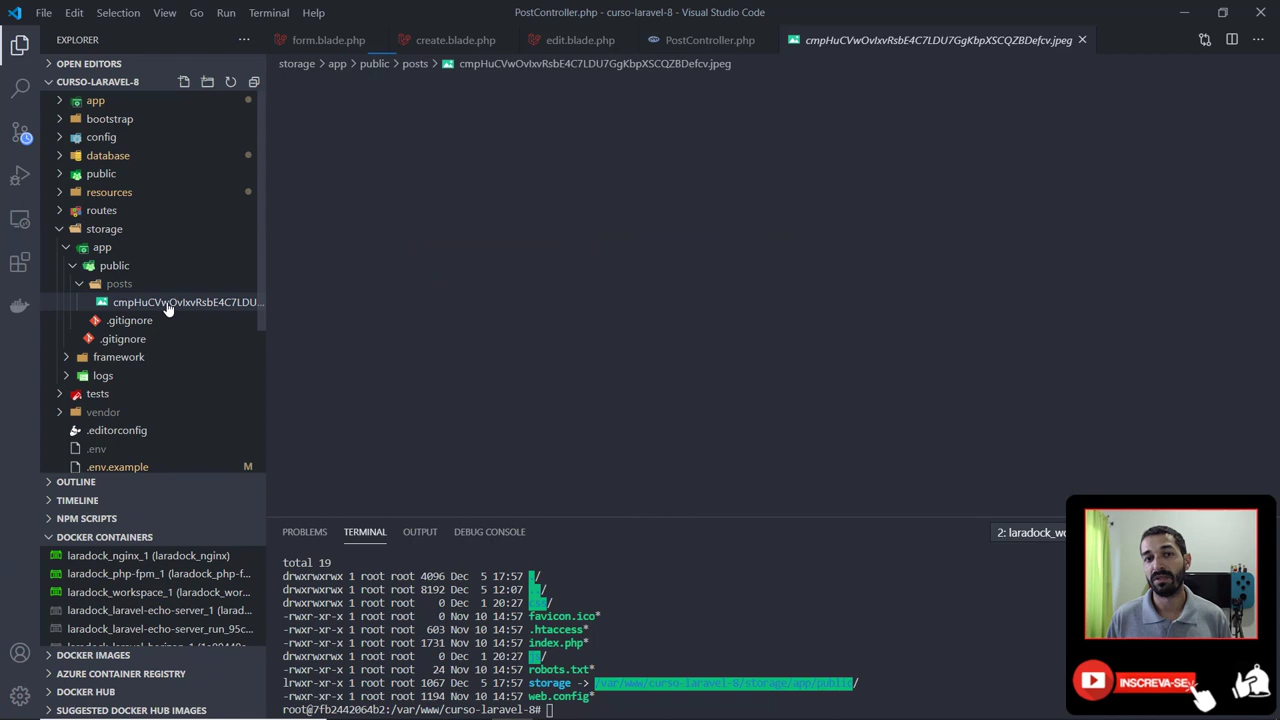 File Edit Selection View Go Run Terminal Help
PostController.php - curso-laravel-8 - Visual Studio Code
EXPLORER
form.blade.php
create.blade.php
edit.blade.php
PostController.php
cmpHuCVwOvIxvRsbE4C7LDU7GgKbpXSCQZBDefcv.jpeg
storage > app > public > posts > cmpHuCVwOvIxvRsbE4C7LDU7GgKbpXSCQZBDefcv.jpeg
OPEN EDITORS
CURSO-LARAVEL-8
app
bootstrap
config
database
public
resources
routes
storage
app
public
posts
cmpHuCVwOvIxvRsbE4C7LDU...
.gitignore
.gitignore
framework
logs
tests
vendor
.editorconfig
.env
.env.example M
OUTLINE
TIMELINE
NPM SCRIPTS
DOCKER CONTAINERS
laradock_nginx_1 (laradock_nginx)
laradock_php-fpm_1 (laradock_php-f...
laradock_workspace_1 (laradock_wor...
laradock_laravel-echo-server_1 (larad...
laradock_laravel-echo-server_run_95c...
DOCKER IMAGES
AZURE CONTAINER REGISTRY
DOCKER HUB
SUGGESTED DOCKER HUB IMAGES
PROBLEMS TERMINAL OUTPUT DEBUG CONSOLE
2: laradock_wo
total 19
drwxrwxrwx 1 root root 4096 Dec 5 17:57 ./
drwxrwxrwx 1 root root 8192 Dec 5 12:07 ../
drwxrwxrwx 1 root root 0 Dec 1 20:27 css/
-rwxr-xr-x 1 root root 0 Nov 10 14:57 favicon.ico*
-rwxr-xr-x 1 root root 603 Nov 10 14:57 .htaccess*
-rwxr-xr-x 1 root root 1731 Nov 10 14:57 index.php*
drwxrwxrwx 1 root root 0 Dec 1 20:27 js/
-rwxr-xr-x 1 root root 24 Nov 10 14:57 robots.txt*
lrwxr-xr-x 1 root root 1067 Dec 5 17:57 storage -> /var/www/curso-laravel-8/storage/app/public/
-rwxr-xr-x 1 root root 1194 Nov 10 14:57 web.config*
root@7fb2442064b2:/var/www/curso-laravel-8#
INSCREVA-SE